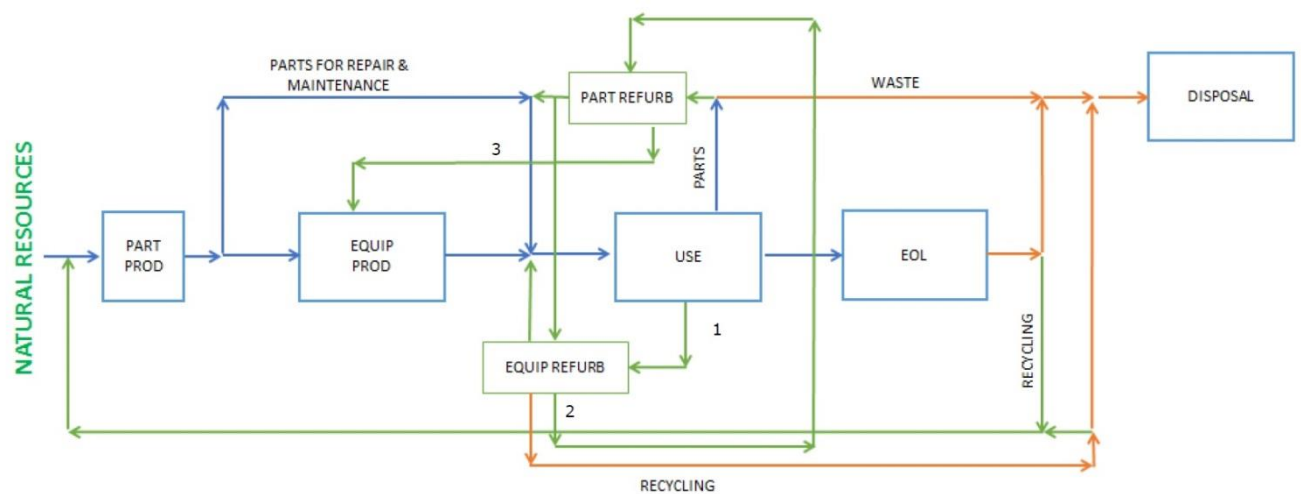 PARTS FOR REPAIR &
MAINTENANCE
PART REFURB
WASTE
DISPOSAL
3
PARTS
NATURAL RESOURCES
PART
PROD
EQUIP
PROD
USE
EOL
1
EQUIP REFURB
RECYCLING
2
RECYCLING